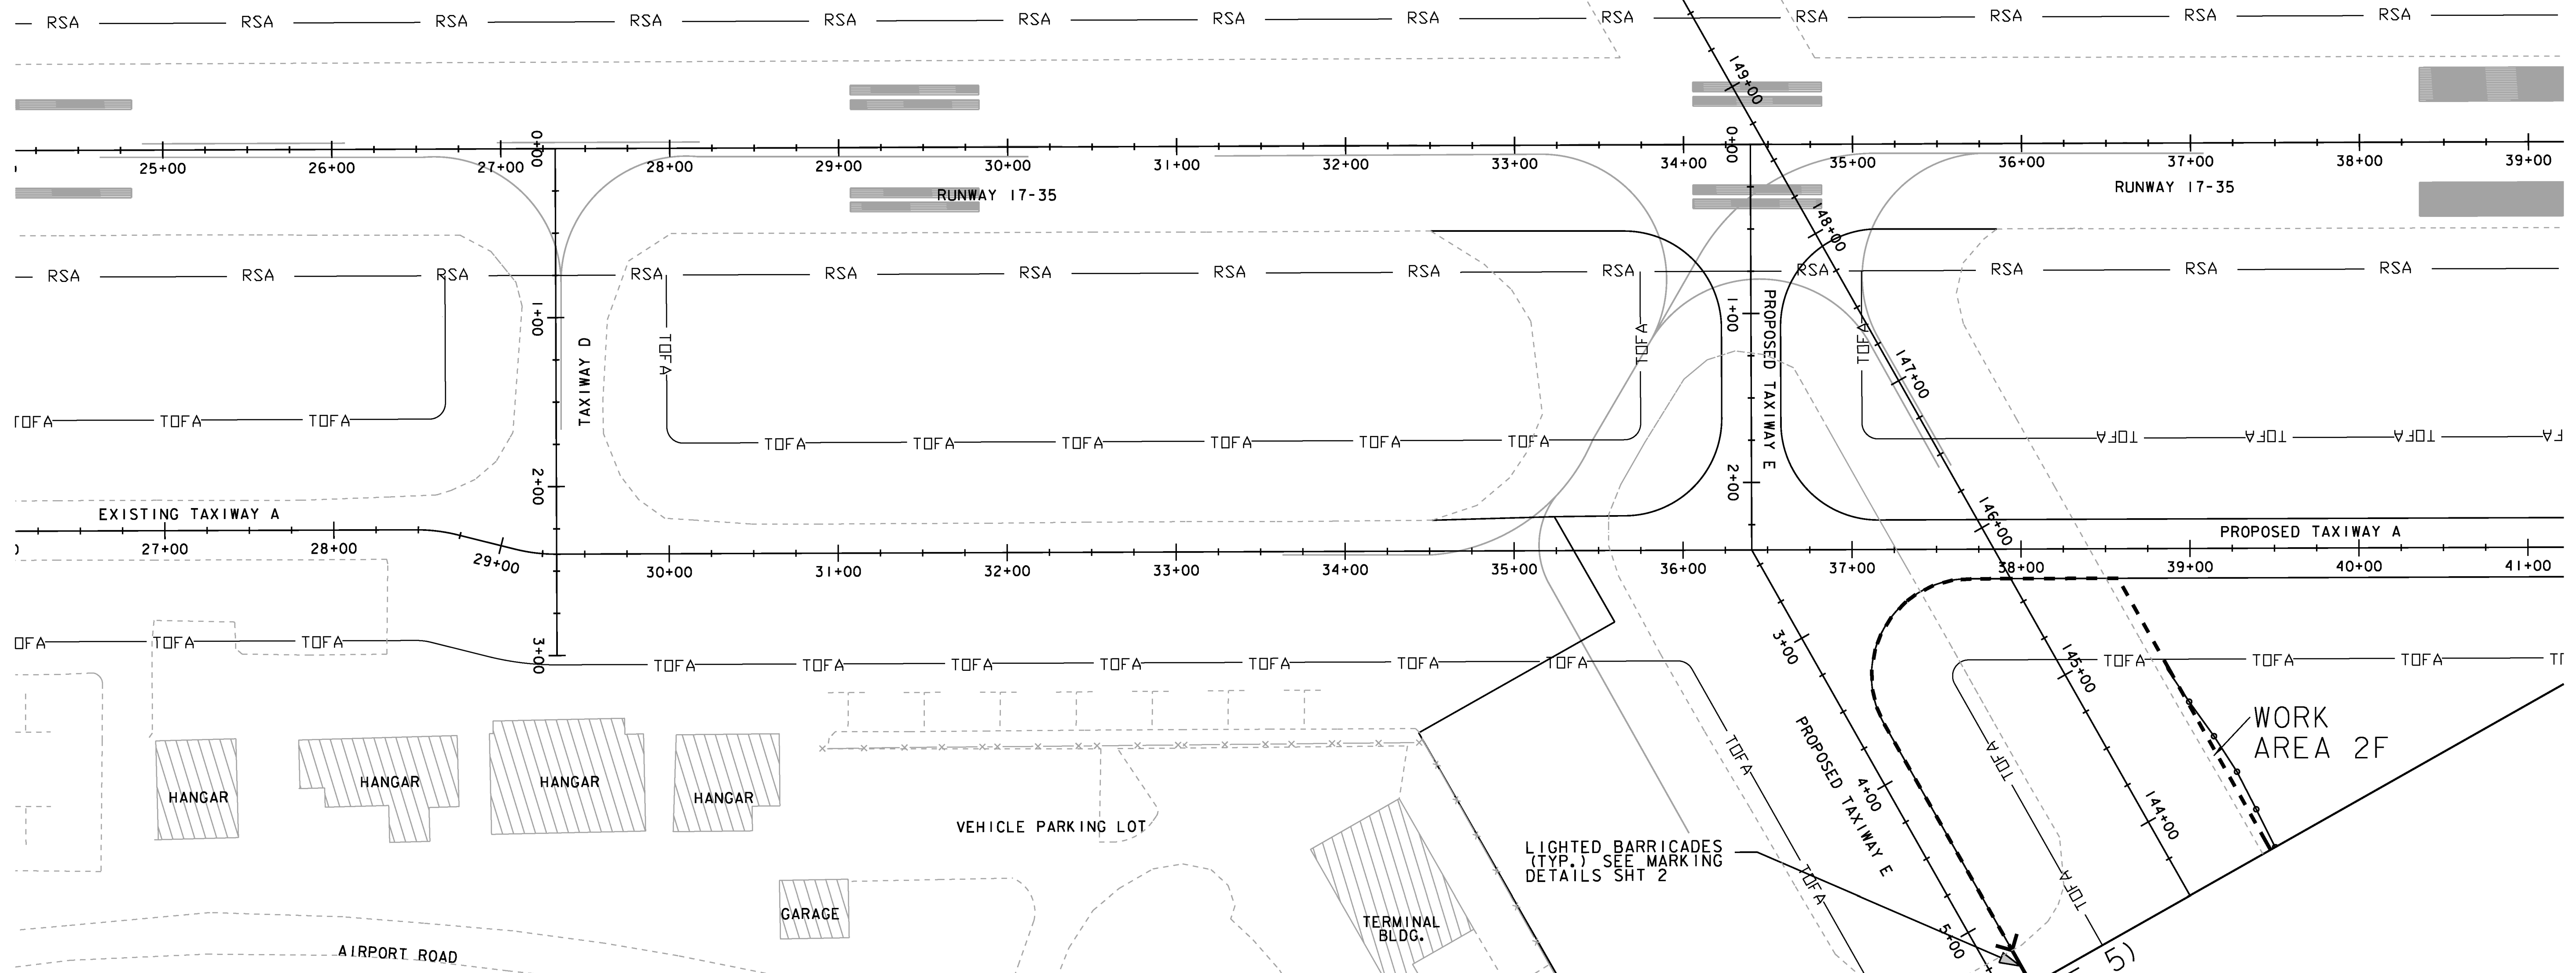 RSA RSA RSA RSA RSA RSA RSA RSA RSA RSA RSA RSA RSA
149+00
0+00 0+00
25+00 26+00 27+00 28+00 29+00 30+00 31+00 32+00 33+00 34+00 35+00 36+00 37+00 38+00 39+00
RUNWAY 17-35
RUNWAY 17-35
148+00
RSA RSA RSA RSA RSA RSA RSA RSA RSA RSA RSA RSA RSA
1+00
TAXIWAY D
TOFA
TOFA
1+00
PROPOSED TAXIWAY E
TOFA
147+00
TOFA TOFA TOFA
TOFA TOFA TOFA TOFA TOFA TOFA
TOFA TOFA TOFA
2+00
2+00
146+00
EXISTING TAXIWAY A
PROPOSED TAXIWAY A
27+00 28+00 29+00 30+00 31+00 32+00 33+00 34+00 35+00 36+00 37+00 38+00 39+00 40+00 41+00
3+00
3+00
OFA TOFA TOFA
TOFA TOFA TOFA TOFA TOFA TOFA TOFA
TOFA TOFA TOFA
145+00
WORK
AREA 2F
TOFA
TOFA
PROPOSED TAXIWAY E
4+00
144+00
HANGAR
HANGAR
HANGAR
HANGAR
VEHICLE PARKING LOT
LIGHTED BARRICADES
(TYP.) SEE MARKING
DETAILS SHT 2
TOFA
TOFA
GARAGE
TERMINAL
BLDG.
5+00
AIRPORT ROAD
5)